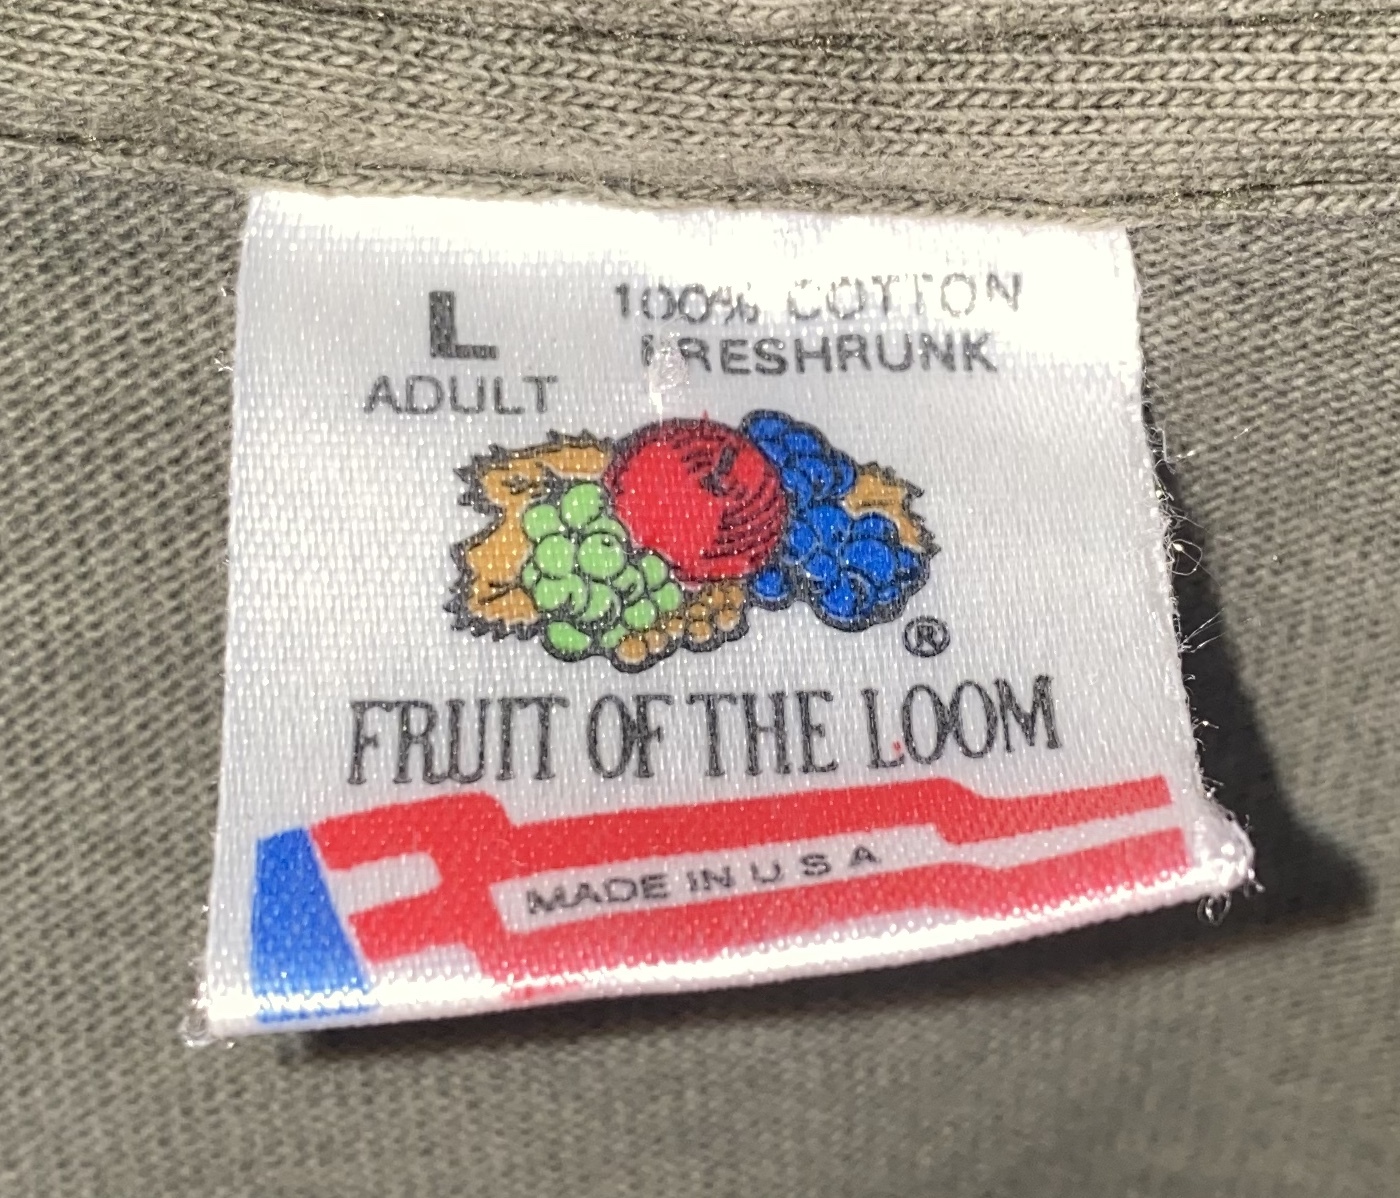 L
ADULT
100% COTTON
PRESHRUNK
®
FRUIT OF THE LOOM
MADE IN U S A